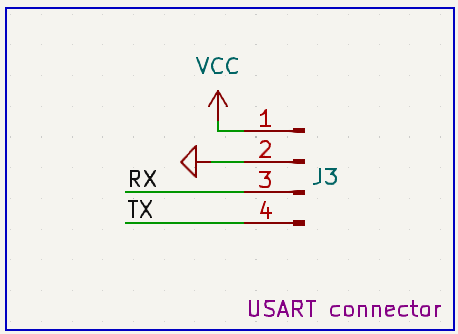 VCC
1
2
3
4
J3
RX
TX
USART connector